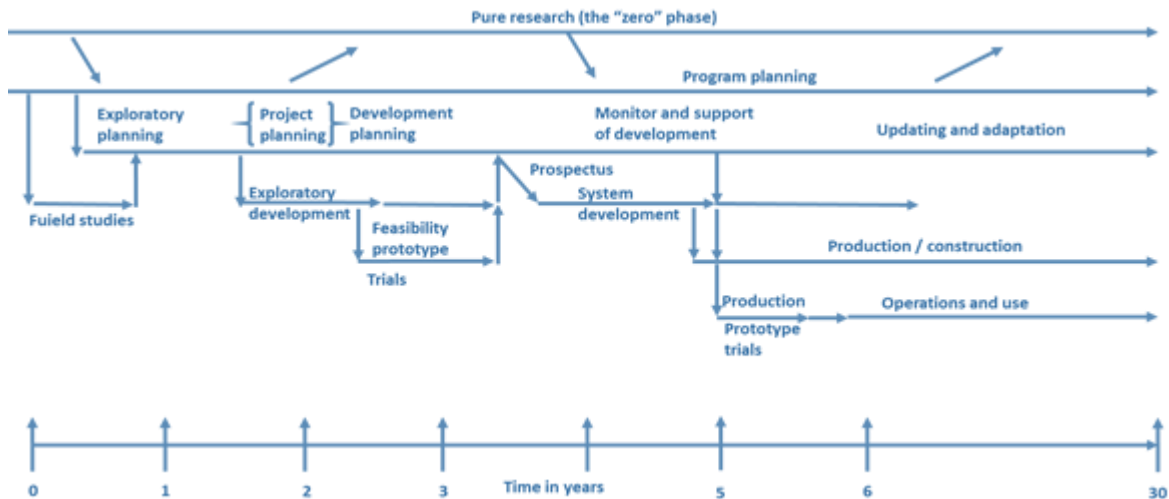 Pure research (the “zero” phase)
Program planning
Exploratory
planning
Project
planning
Development
planning
Monitor and support
of development
Updating and adaptation
Prospectus
Exploratory
development
System
development
Fuield studies
Feasibility
prototype
Production / construction
Trials
Production
Operations and use
Prototype
trials
0 1 2 3 Time in years 5 6 30